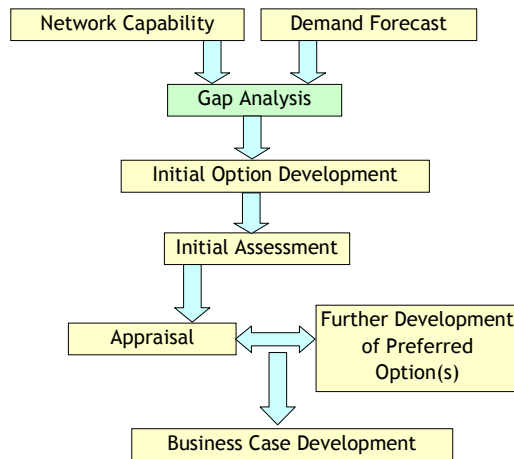 Network Capability
Demand Forecast
Gap Analysis
Initial Option Development
Initial Assessment
Appraisal
Further Development
of Preferred
Option(s)
Business Case Development